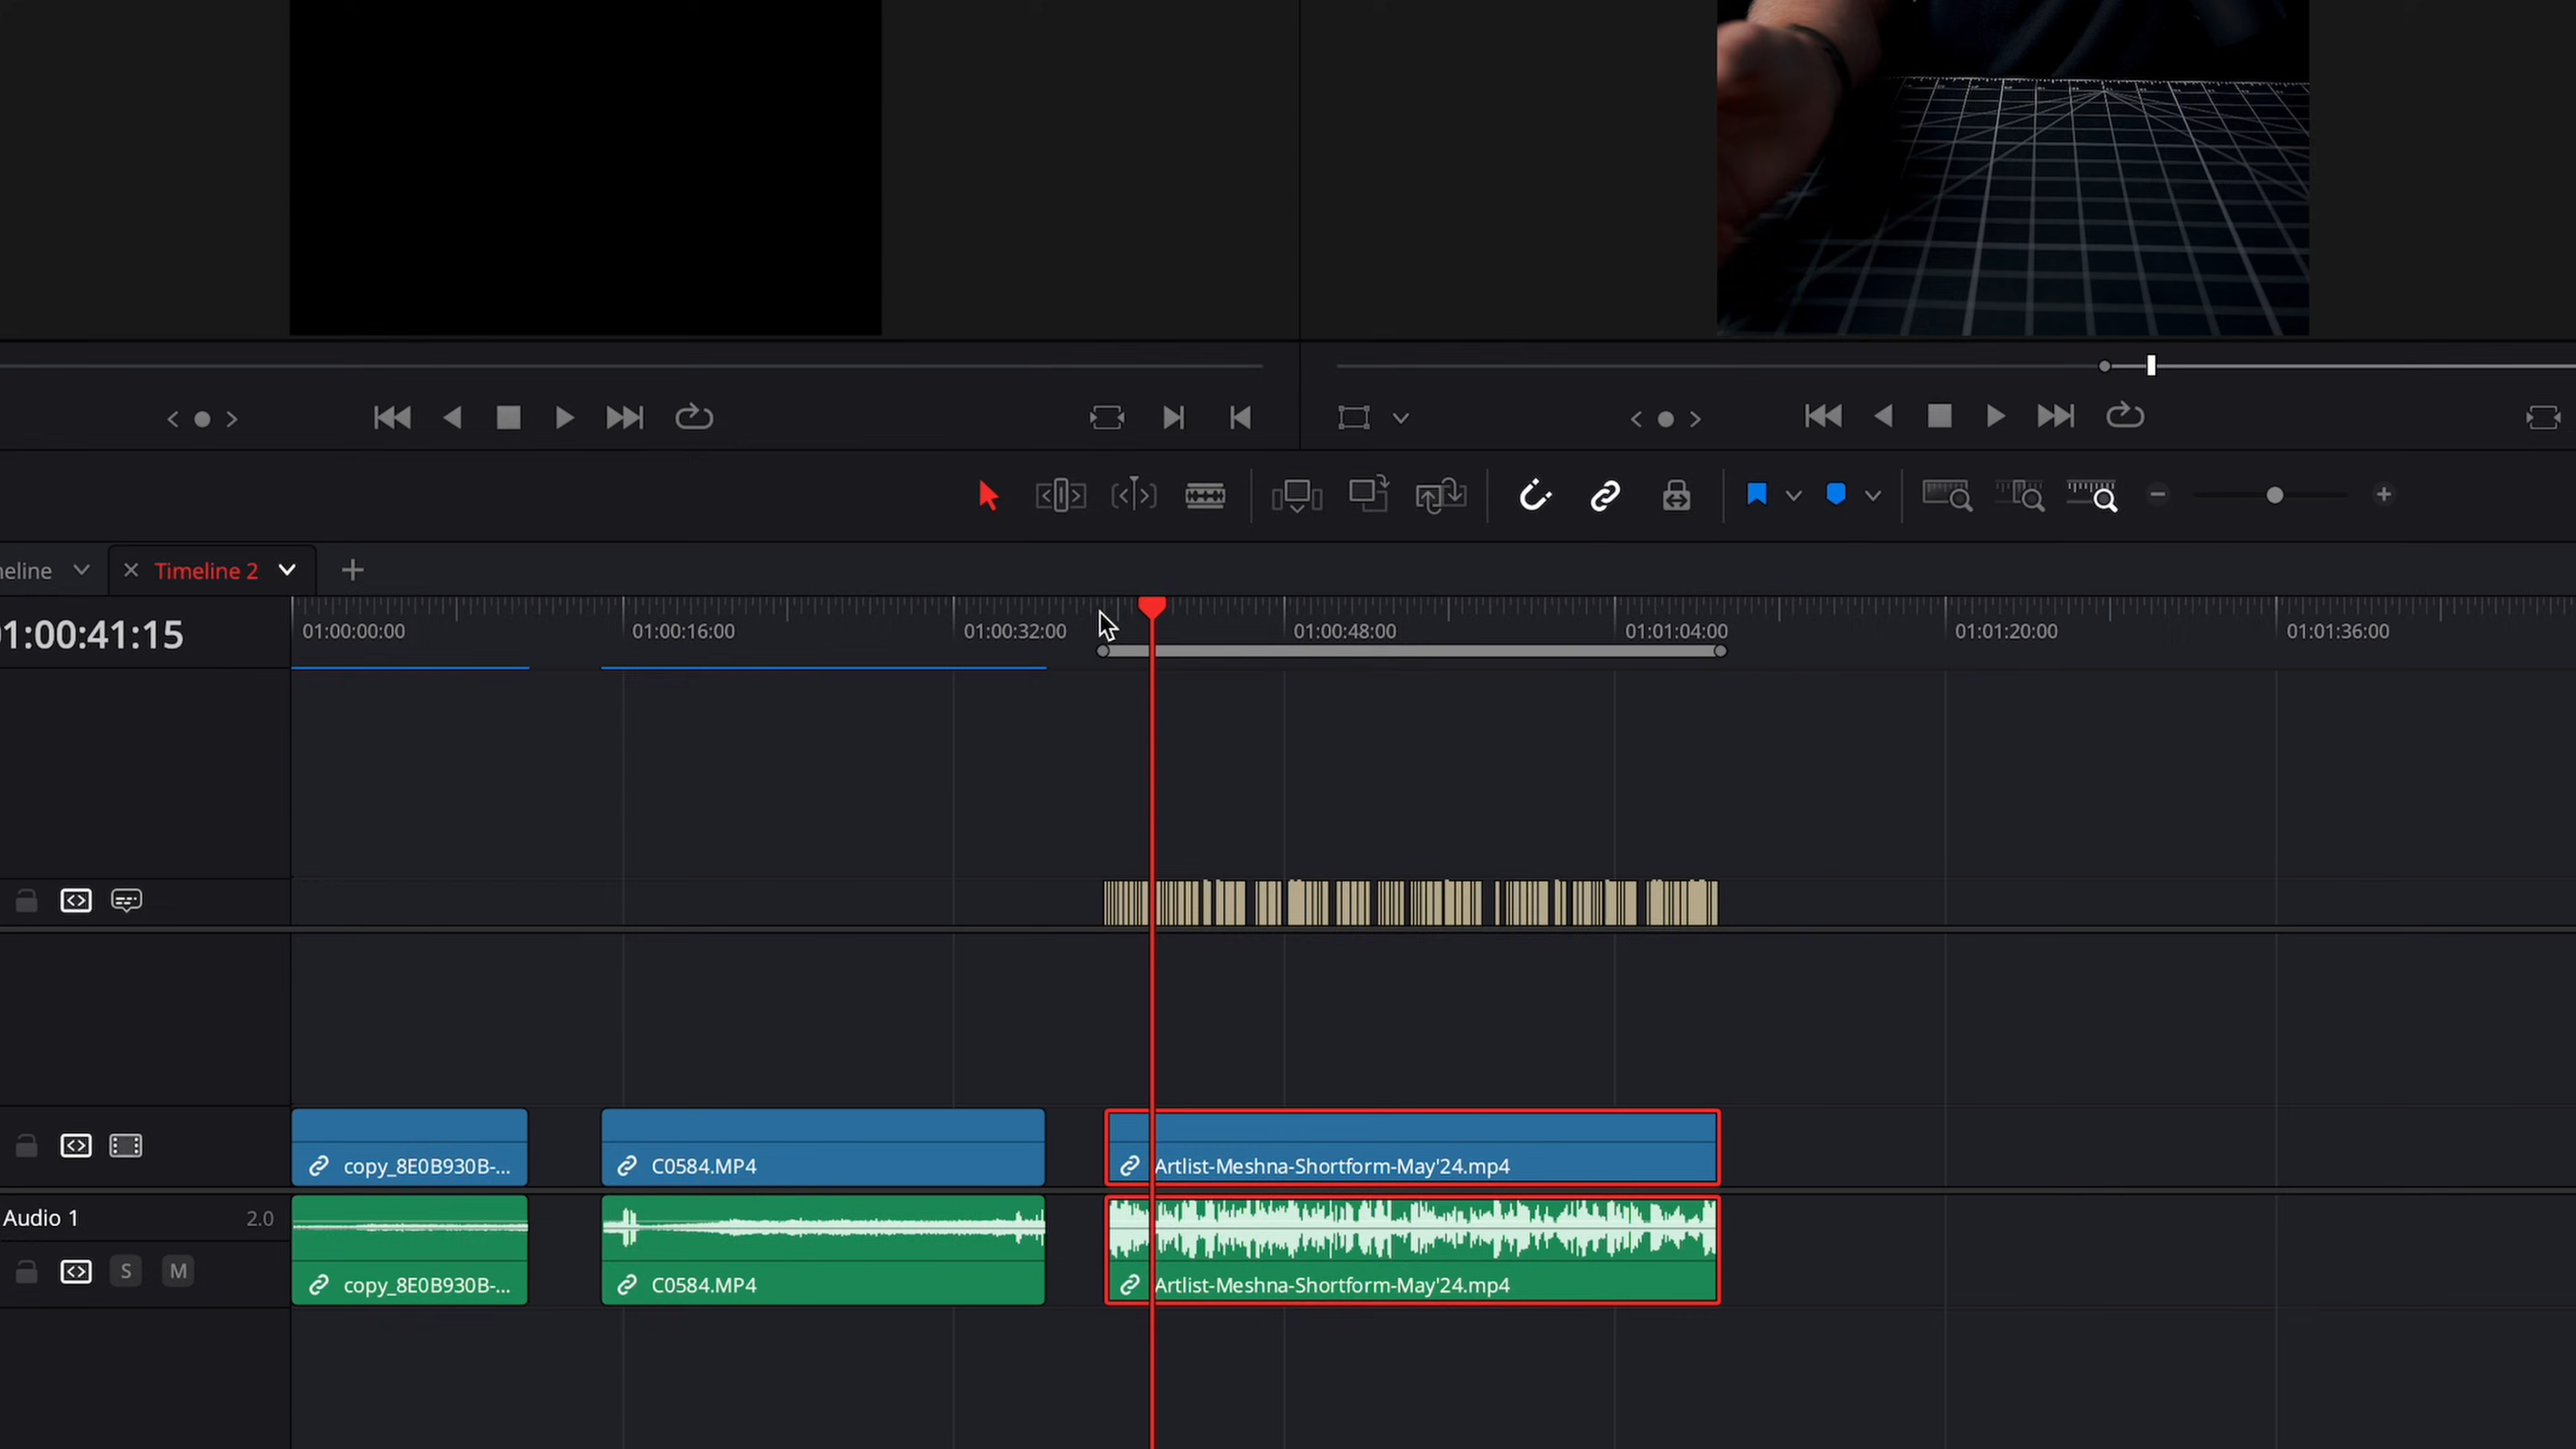 eline
Timeline 2
1:00:41:15
01:00:00:00
01:00:16:00
01:00:32:00
01:00:48:00
01:01:04:00
01:01:20:00
01:01:36:00
copy_8E0B930B-...
C0584.MP4
Artlist-Meshna-Shortform-May'24.mp4
Audio 1
2.0
S
M
copy_8E0B930B-...
C0584.MP4
Artlist-Meshna-Shortform-May'24.mp4